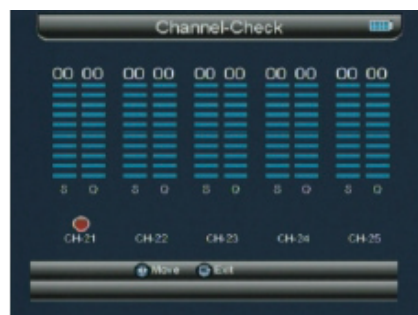 Channel-Check
00 00 00 00 00 00 00 00 00 00
S Q S Q S Q S Q S Q
CH-21 CH-22 CH-23 CH-24 CH-25
Move Exit